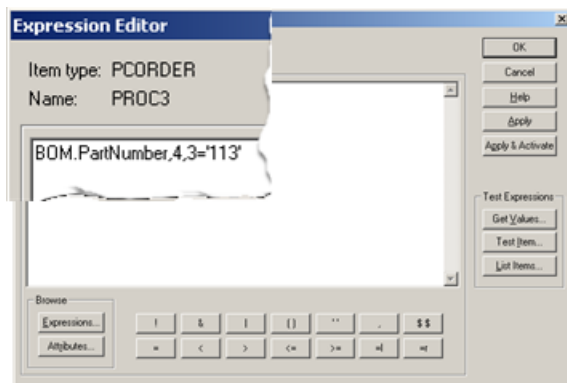 Expression Editor
Item type: PCORDER
Name: PROC3
BOM.PartNumber,4,3='113'
OK
Cancel
Help
Apply
Apply & Activate
Test Expressions
Get Values...
Test Item...
List Items...
Browse
Expressions...
Attributes...
! & | () '' , $$
= < > <= >= =l =r